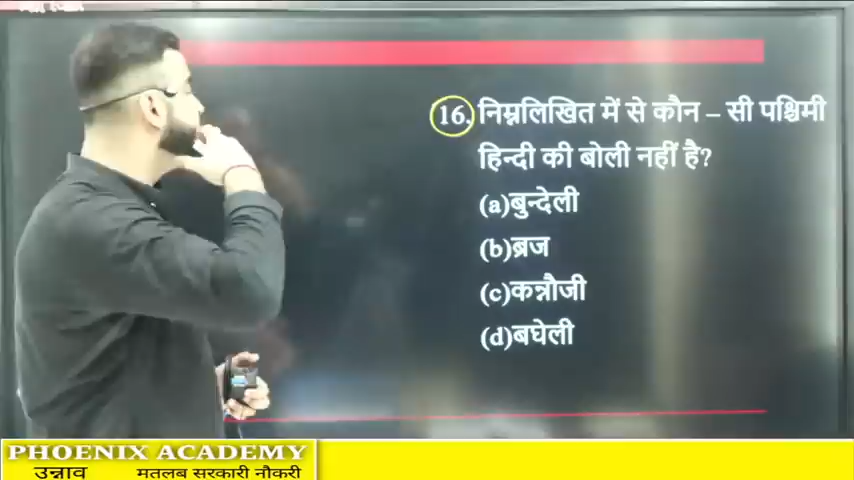 16. निम्नलिखित में से कौन – सी पश्चिमी
हिन्दी की बोली नहीं है?
(a)बुन्देली
(b)ब्रज
(c)कन्नौजी
(d)बघेली
PHOENIX ACADEMY
उन्नाव मतलब सरकारी नौकरी